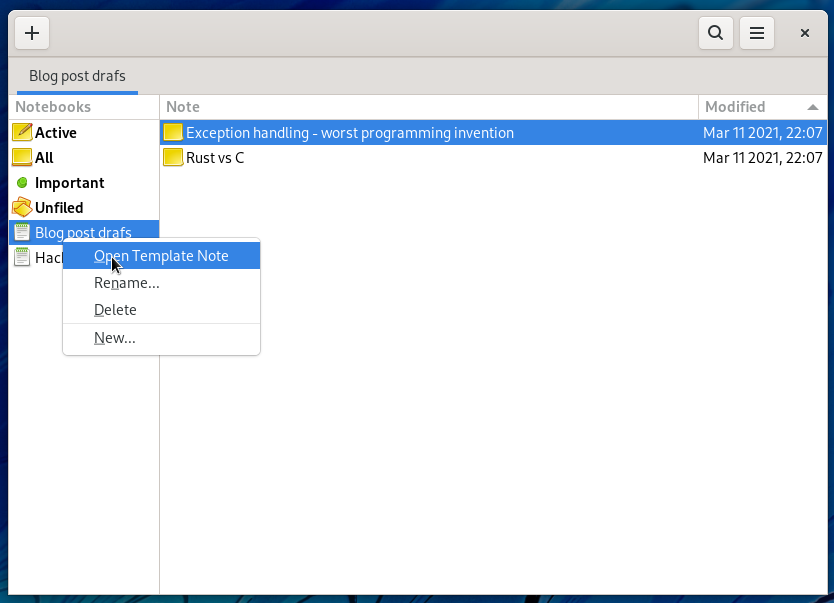 Blog post drafs
Notebooks
Note
Modified
Active
Exception handling - worst programming invention
Mar 11 2021, 22:07
All
Rust vs C
Mar 11 2021, 22:07
Important
Unfiled
Blog post drafs
Open Template Note
Rename...
Delete
New...